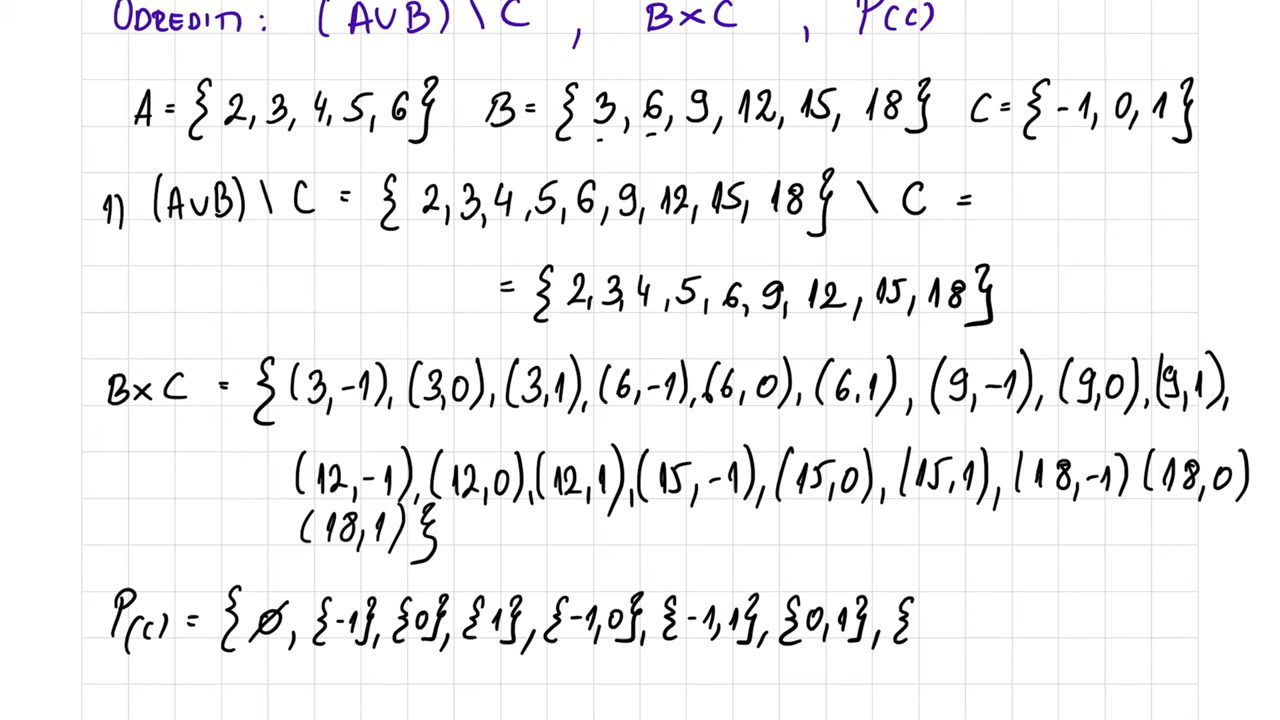 ODREDITI: (A∪B) \ C , B×C , P(C)
A = { 2, 3, 4, 5, 6} B = { 3, 6, 9, 12, 15, 18} C = { -1, 0, 1}
1) (A∪B) \ C = { 2, 3, 4, 5, 6, 9, 12, 15, 18} \ C =
= { 2, 3, 4, 5, 6, 9, 12, 15, 18}
B×C = { (3,-1), (3,0), (3,1), (6,-1), (6,0), (6,1), (9,-1), (9,0), (9,1),
(12,-1), (12,0), (12,1), (15,-1), (15,0), (15,1), (18,-1) (18,0)
(18,1) }
P(C) = { ∅, {-1}, {0}, {1}, {-1,0}, {-1,1}, {0,1}, {